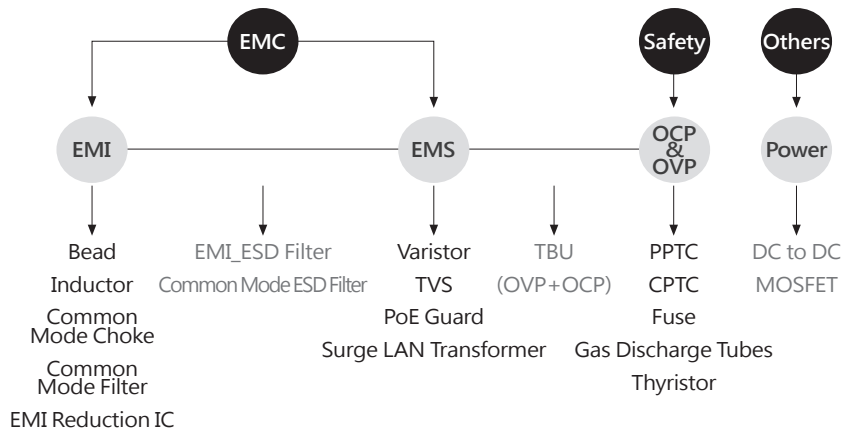 EMC
Safety
Others
EMI
EMS
OCP
&
OVP
Power
Bead
Inductor
Common
Mode Choke
Common
Mode Filter
EMI Reduction IC
EMI_ESD Filter
Common Mode ESD Filter
Varistor
TVS
PoE Guard
Surge LAN Transformer
TBU
(OVP+OCP)
PPTC
CPTC
Fuse
Gas Discharge Tubes
Thyristor
DC to DC
MOSFET